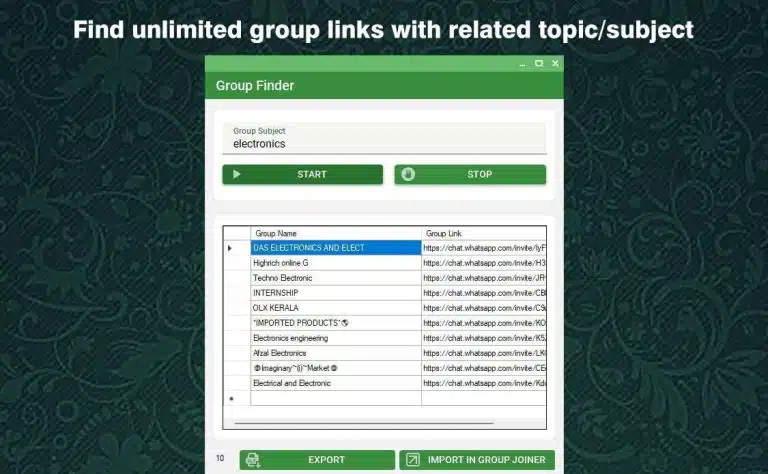 Find unlimited group links with related topic/subject
Group Finder
Group Subject
electronics
START
STOP
Group Name Group Link
DAS ELECTRONICS AND ELECT https://chat.whatsapp.com/invite/IyF
Highrich online G https://chat.whatsapp.com/invite/H3
Techno Electronic https://chat.whatsapp.com/invite/JFH
INTERNSHIP https://chat.whatsapp.com/invite/CBI
OLX KERALA https://chat.whatsapp.com/invite/C9
*IMPORTED PRODUCTS*🌎 https://chat.whatsapp.com/invite/KO
Electronics engineering https://chat.whatsapp.com/invite/K5
Afzal Electronics https://chat.whatsapp.com/invite/LK
Imaginary~))~Market https://chat.whatsapp.com/invite/CE
Electrical and Electronic https://chat.whatsapp.com/invite/Kd
10
EXPORT
IMPORT IN GROUP JOINER